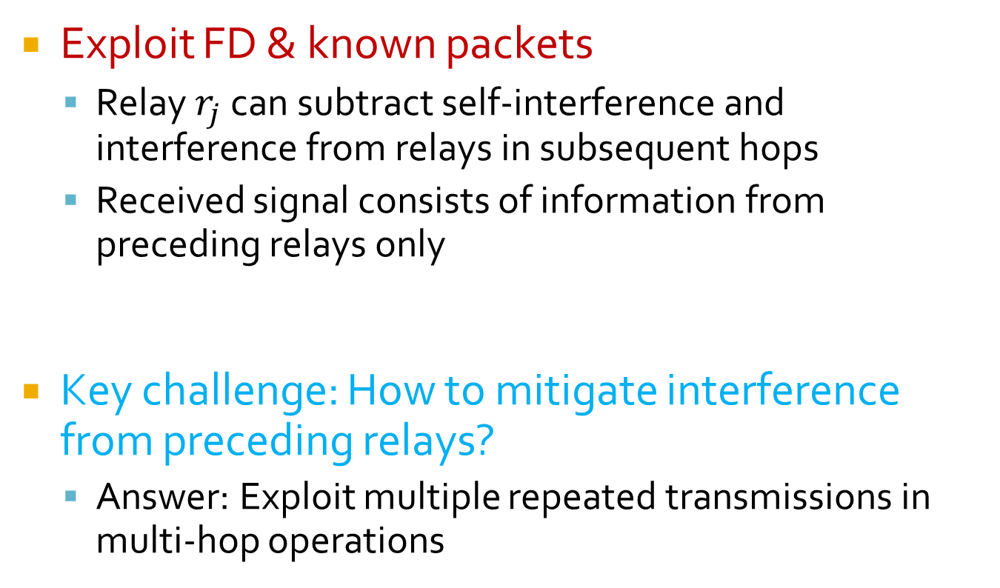 Exploit FD & known packets
Relay r_j can subtract self-interference and
interference from relays in subsequent hops
Received signal consists of information from
preceding relays only
Key challenge: How to mitigate interference
from preceding relays?
Answer: Exploit multiple repeated transmissions in
multi-hop operations